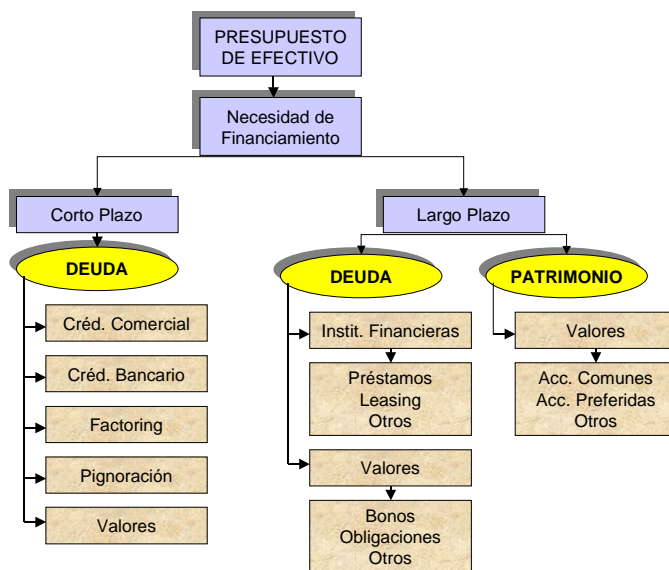 PRESUPUESTO
DE EFECTIVO
Necesidad de
Financiamiento
Corto Plazo
Largo Plazo
DEUDA
DEUDA
PATRIMONIO
Créd. Comercial
Créd. Bancario
Factoring
Pignoración
Valores
Instit. Financieras
Préstamos
Leasing
Otros
Valores
Bonos
Obligaciones
Otros
Valores
Acc. Comunes
Acc. Preferidas
Otros